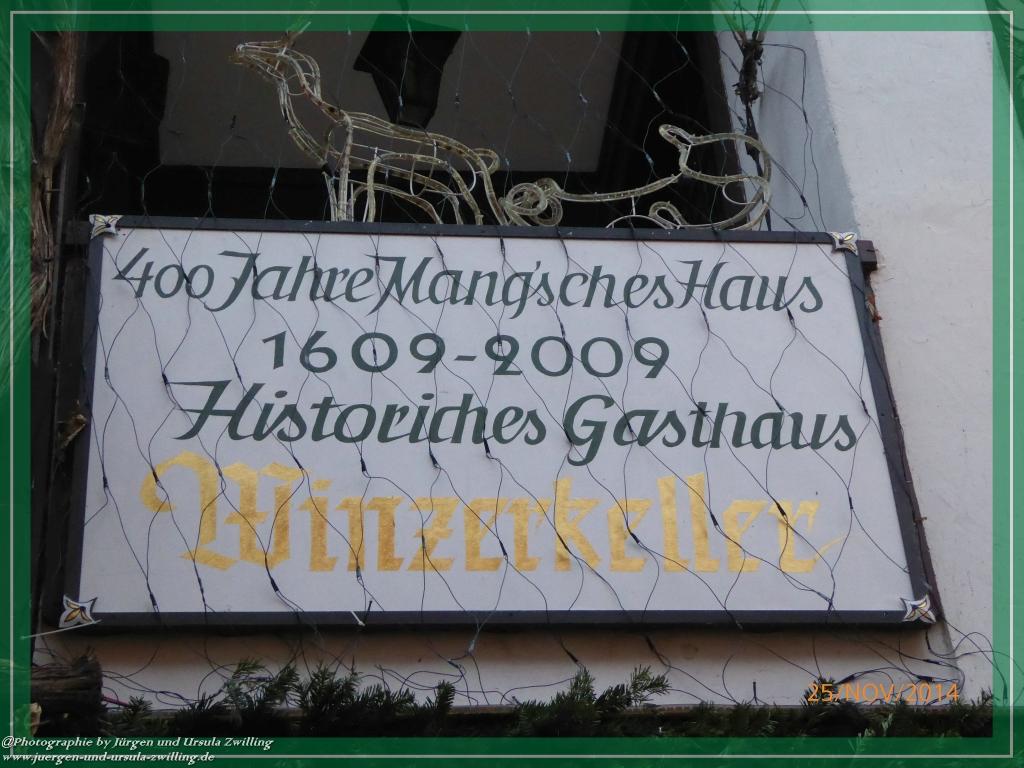 400 Jahre Mang'sches Haus
1609-2009
Historiches Gasthaus
Winzerkeller
25/NOV/2014
@Photographie by Jürgen und Ursula Zwilling
www.juergen-und-ursula-zwilling.de